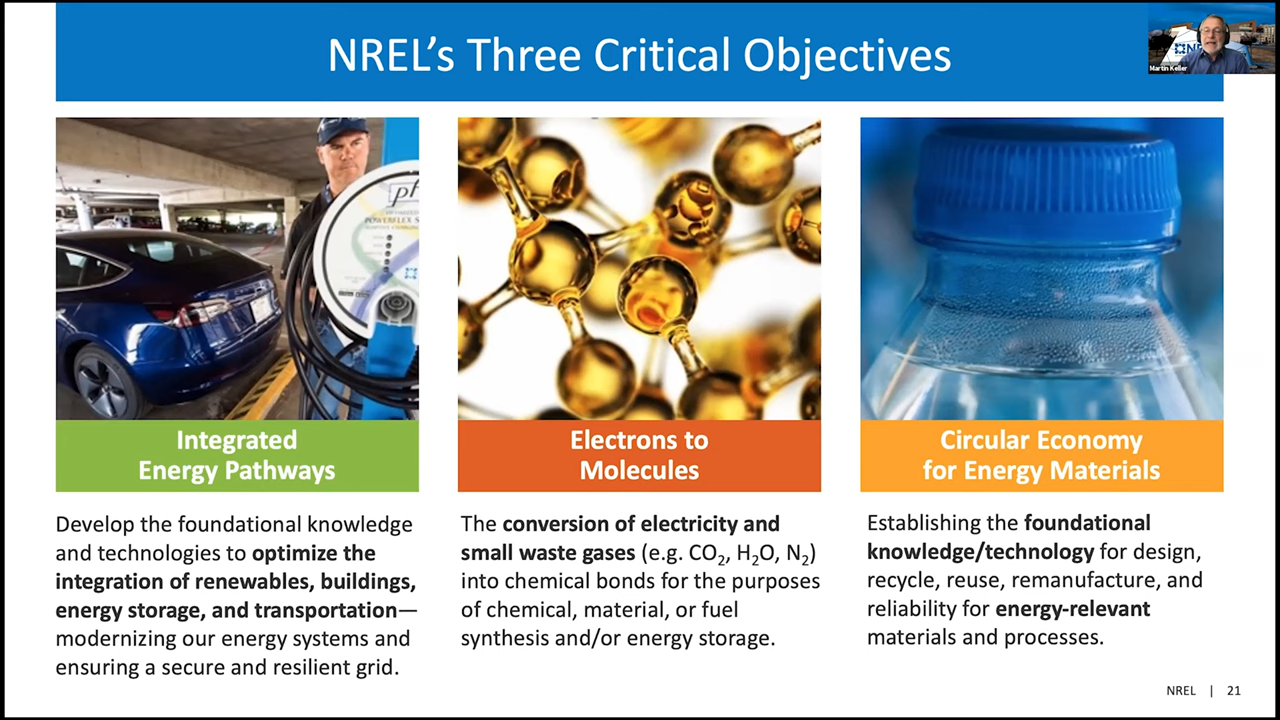 NREL's Three Critical Objectives
Martin Keller
Integrated
Energy Pathways
Develop the foundational knowledge
and technologies to optimize the
integration of renewables, buildings,
energy storage, and transportation—
modernizing our energy systems and
ensuring a secure and resilient grid.
Electrons to
Molecules
The conversion of electricity and
small waste gases (e.g. CO₂, H₂O, N₂)
into chemical bonds for the purposes
of chemical, material, or fuel
synthesis and/or energy storage.
Circular Economy
for Energy Materials
Establishing the foundational
knowledge/technology for design,
recycle, reuse, remanufacture, and
reliability for energy-relevant
materials and processes.
NREL | 21